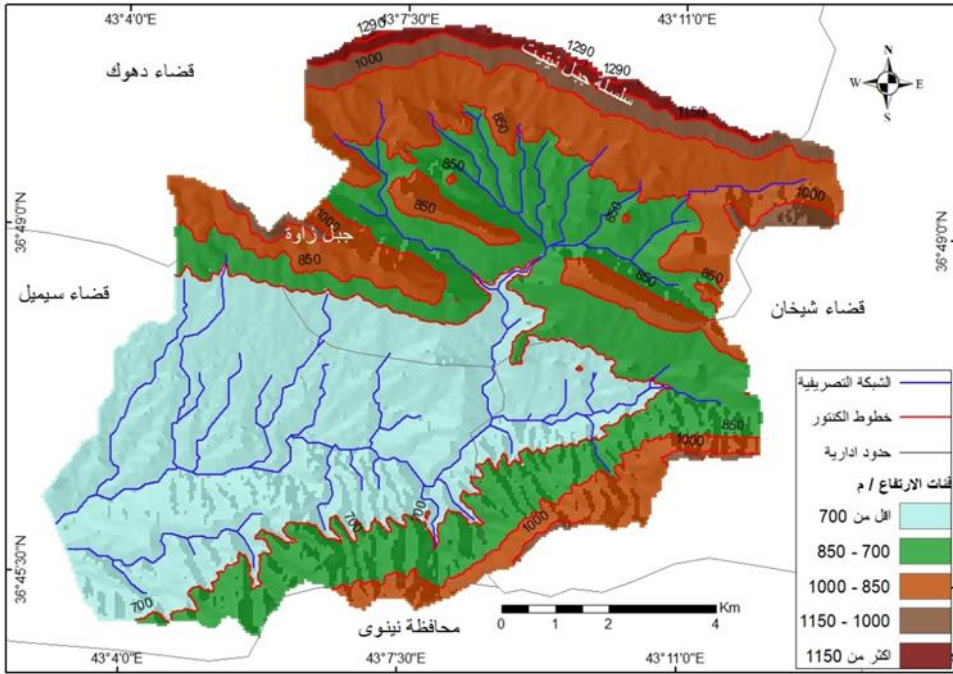 43°4'0"E
43°7'30"E
43°11'0"E
1290
1290
1290
1000
1150
قضاء دهوك
N
W E
S
850
850
1000
850
36°49'0"N
36°49'0"N
1000
850
جبل زاوة
850
850
850
قضاء سيميل
قضاء شيخان
الشبكة التصريفية
خطوط الكنتور
حدود ادارية
فئات الارتفاع / م
اقل من 700
850 - 700
1000 - 850
1150 - 1000
اكثر من 1150
850
1000
700
700
1000
36°45'30"N
700
0 1 2 4 Km
محافظة نينوى
43°4'0"E
43°7'30"E
43°11'0"E